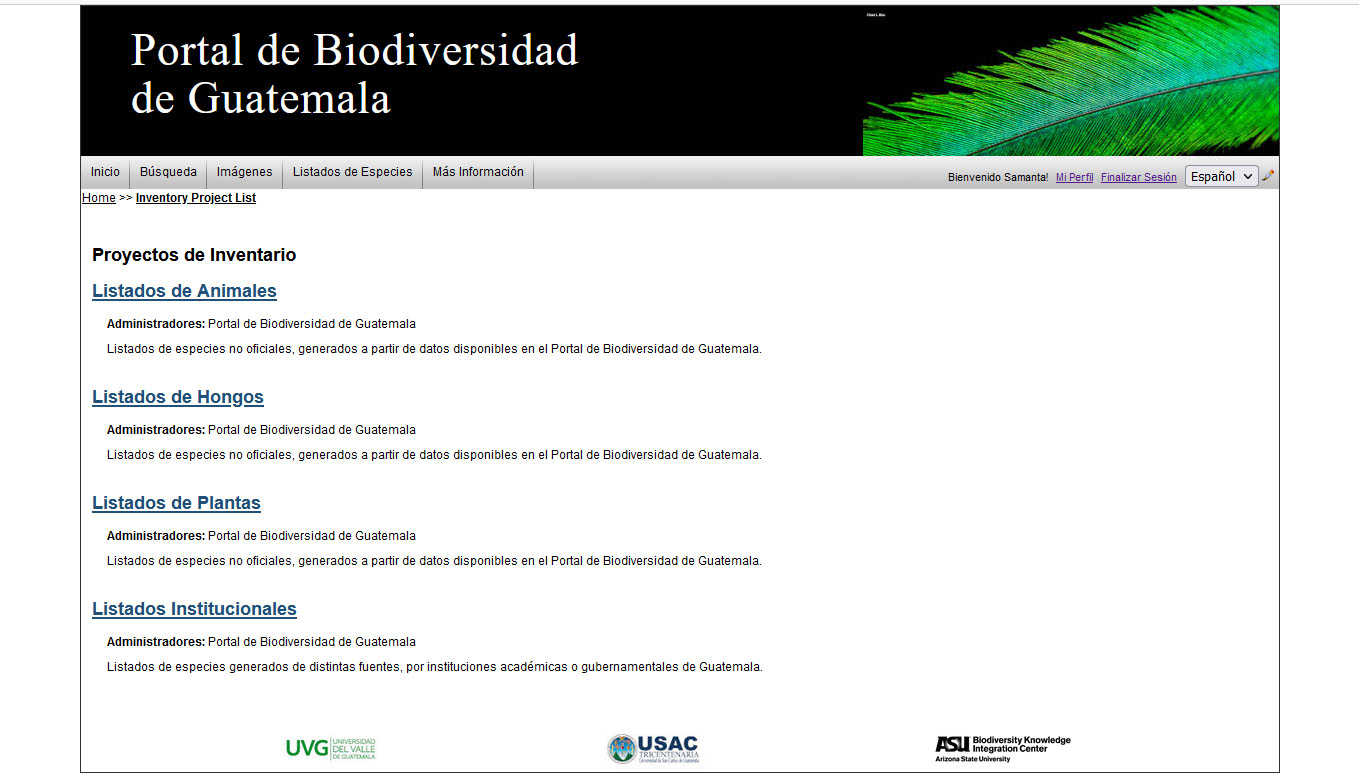 Portal de Biodiversidad
de Guatemala
Inicio Búsqueda Imágenes Listados de Especies Más Información
Bienvenido Samanta! Mi Perfil Finalizar Sesión Español
Home >> Inventory Project List
Proyectos de Inventario
Listados de Animales
Administradores: Portal de Biodiversidad de Guatemala
Listados de especies no oficiales, generados a partir de datos disponibles en el Portal de Biodiversidad de Guatemala.
Listados de Hongos
Administradores: Portal de Biodiversidad de Guatemala
Listados de especies no oficiales, generados a partir de datos disponibles en el Portal de Biodiversidad de Guatemala.
Listados de Plantas
Administradores: Portal de Biodiversidad de Guatemala
Listados de especies no oficiales, generados a partir de datos disponibles en el Portal de Biodiversidad de Guatemala.
Listados Institucionales
Administradores: Portal de Biodiversidad de Guatemala
Listados de especies generados de distintas fuentes, por instituciones académicas o gubernamentales de Guatemala.
UVG UNIVERSIDAD
DEL VALLE
DE GUATEMALA
USAC
TRICENTENARIA
Universidad de San Carlos de Guatemala
ASU Biodiversity Knowledge
Integration Center
Arizona State University